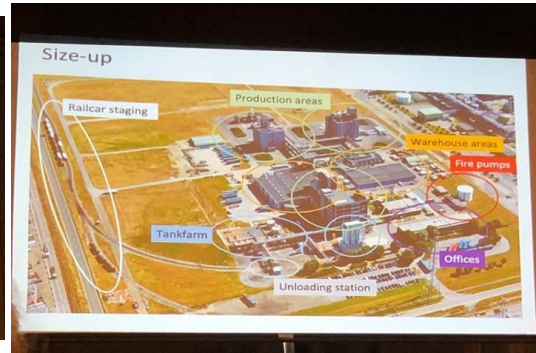 Size-up
Railcar staging
Production areas
Warehouse areas
Fire pumps
Tankfarm
Offices
Unloading station